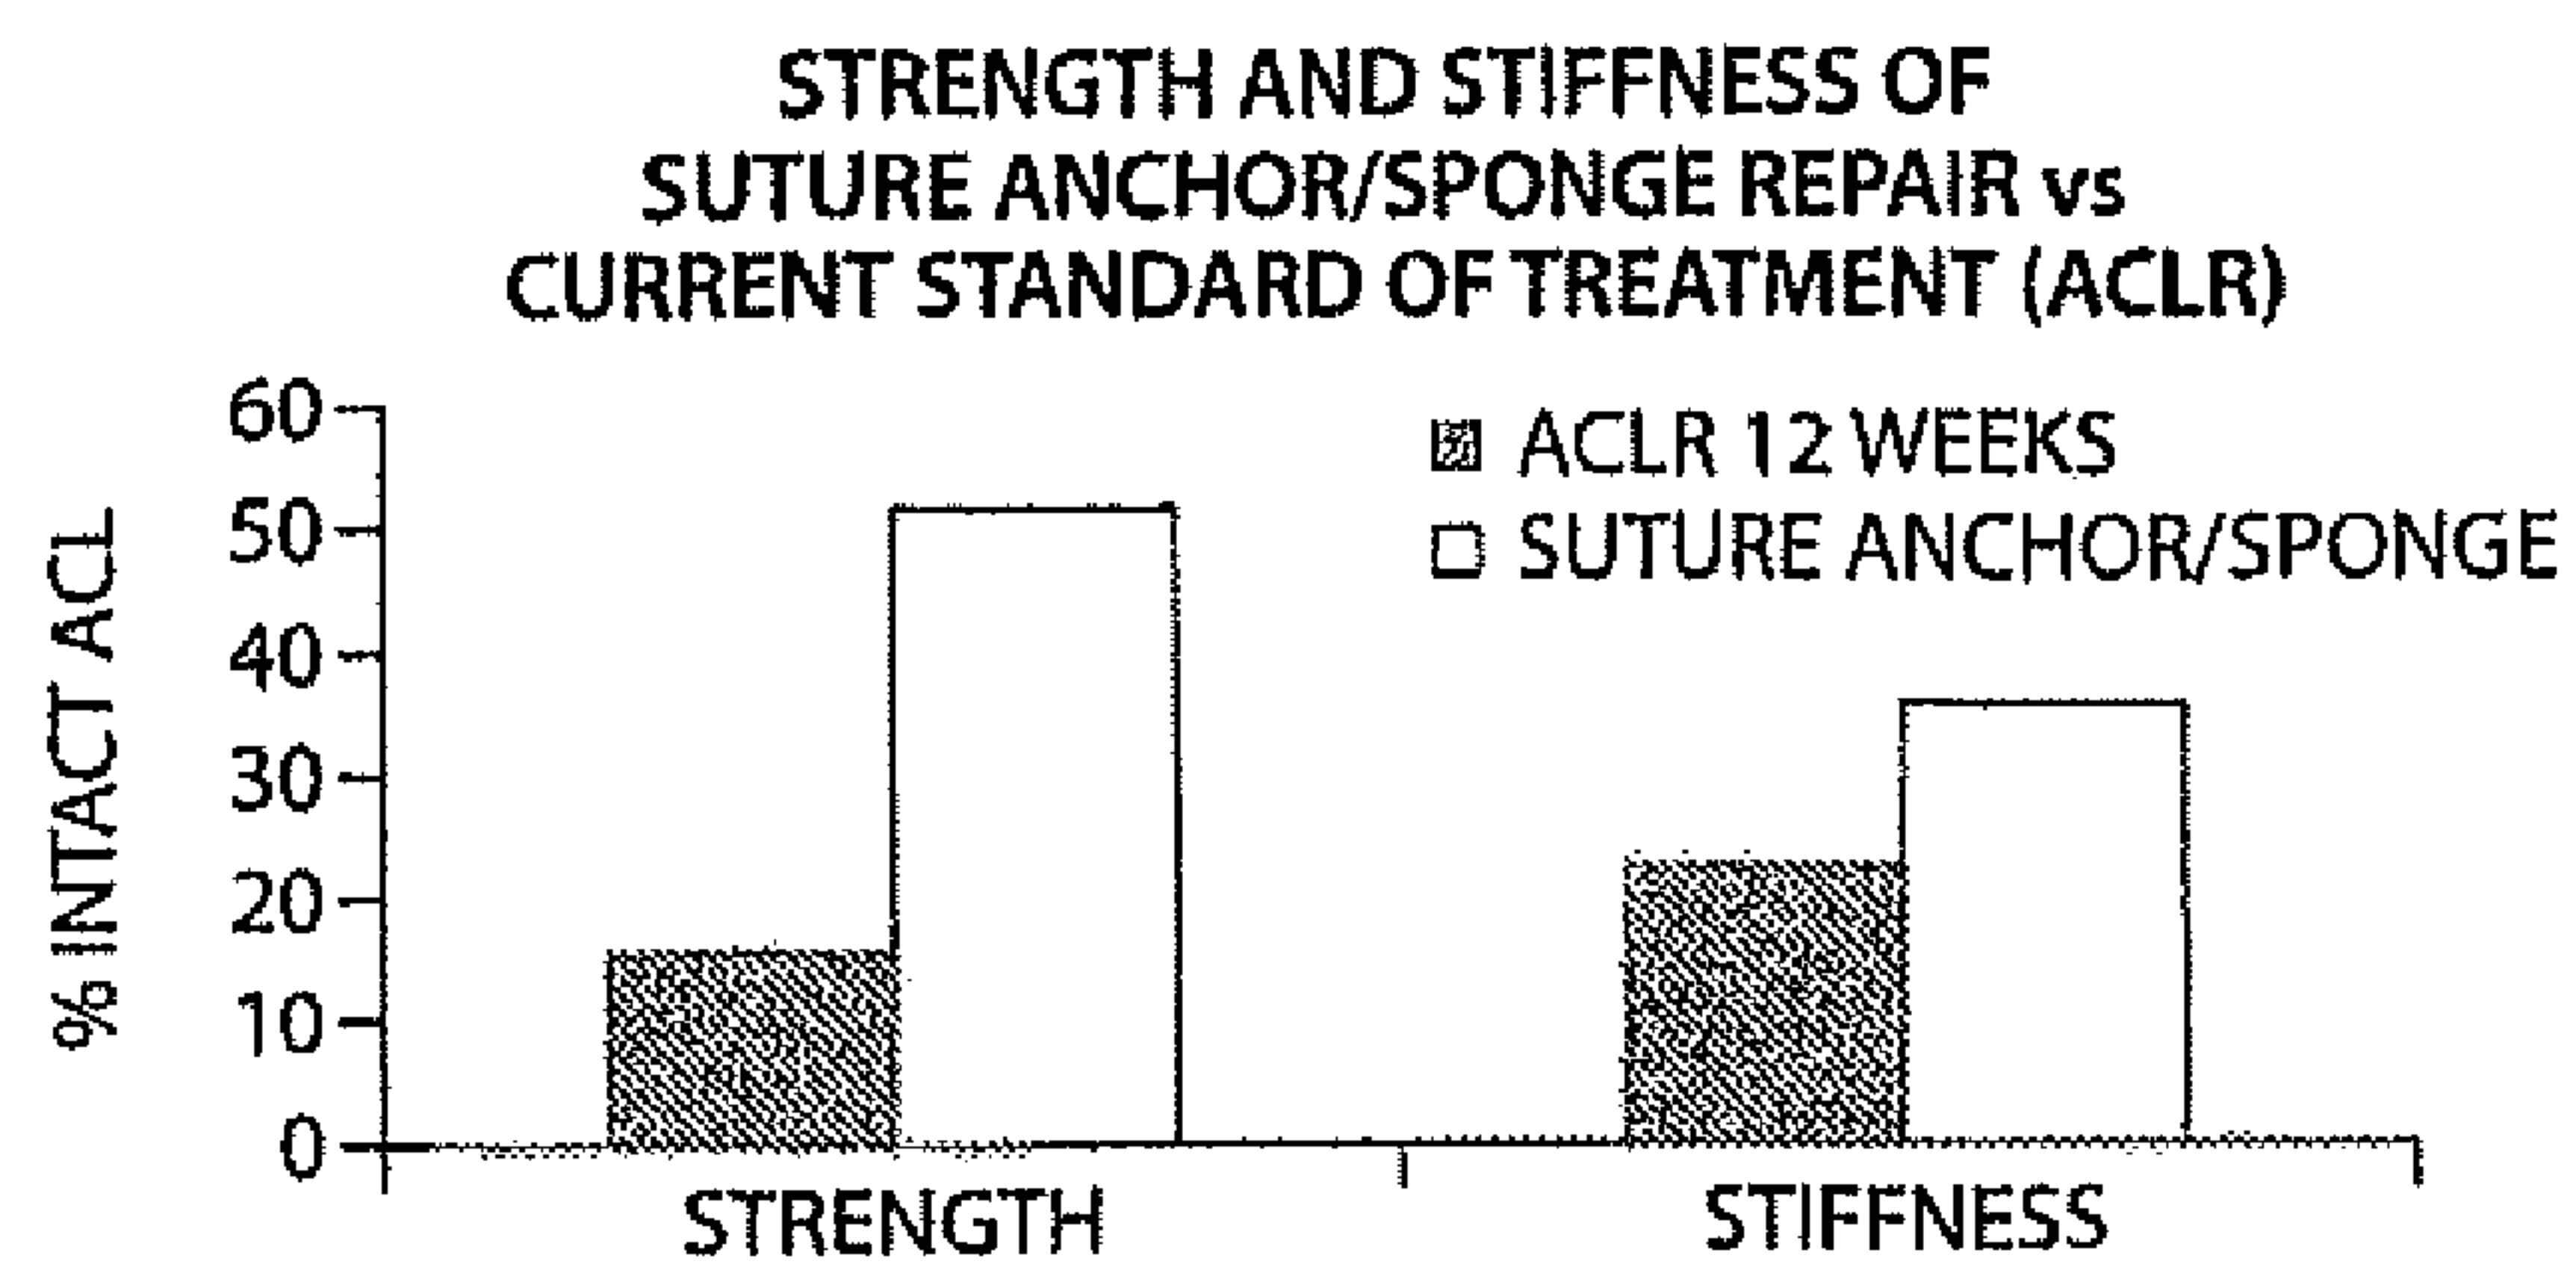 STRENGTH AND STIFFNESS OF
SUTURE ANCHOR/SPONGE REPAIR vs
CURRENT STANDARD OF TREATMENT (ACLR)
60
50
40
30
20
10
0
% INTACT ACL
ACLR 12 WEEKS
SUTURE ANCHOR/SPONGE
STRENGTH
STIFFNESS